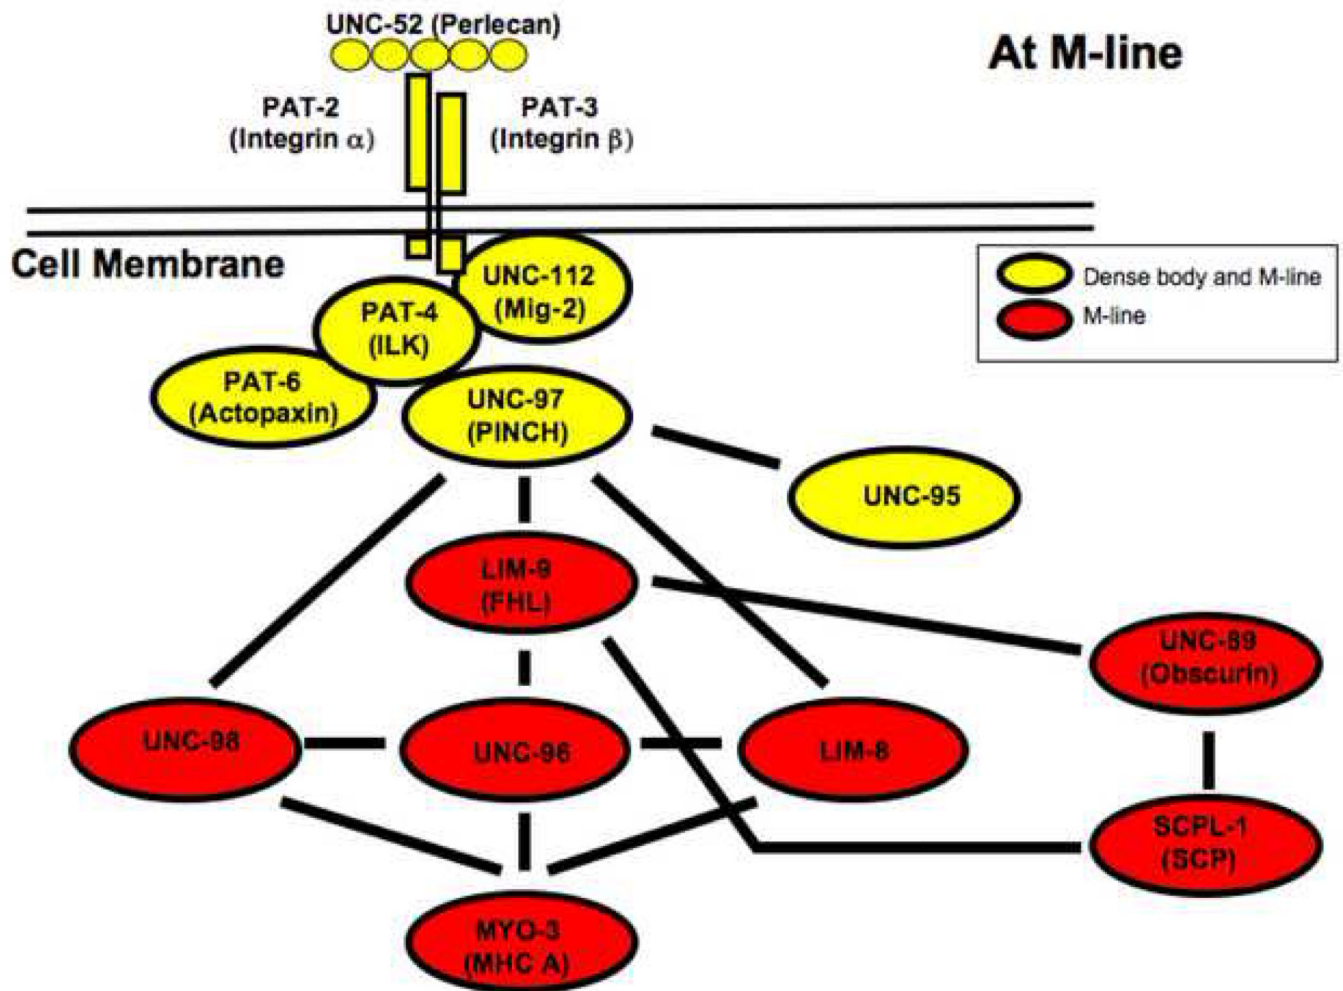 UNC-52 (Perlecan)
At M-line
PAT-2
(Integrin α)
PAT-3
(Integrin β)
Cell Membrane
UNC-112
(Mig-2)
Dense body and M-line
M-line
PAT-4
(ILK)
PAT-6
(Actopaxin)
UNC-97
(PINCH)
UNC-95
LIM-9
(FHL)
UNC-89
(Obscurin)
UNC-98
UNC-96
LIM-8
SCPL-1
(SCP)
MYO-3
(MHC A)